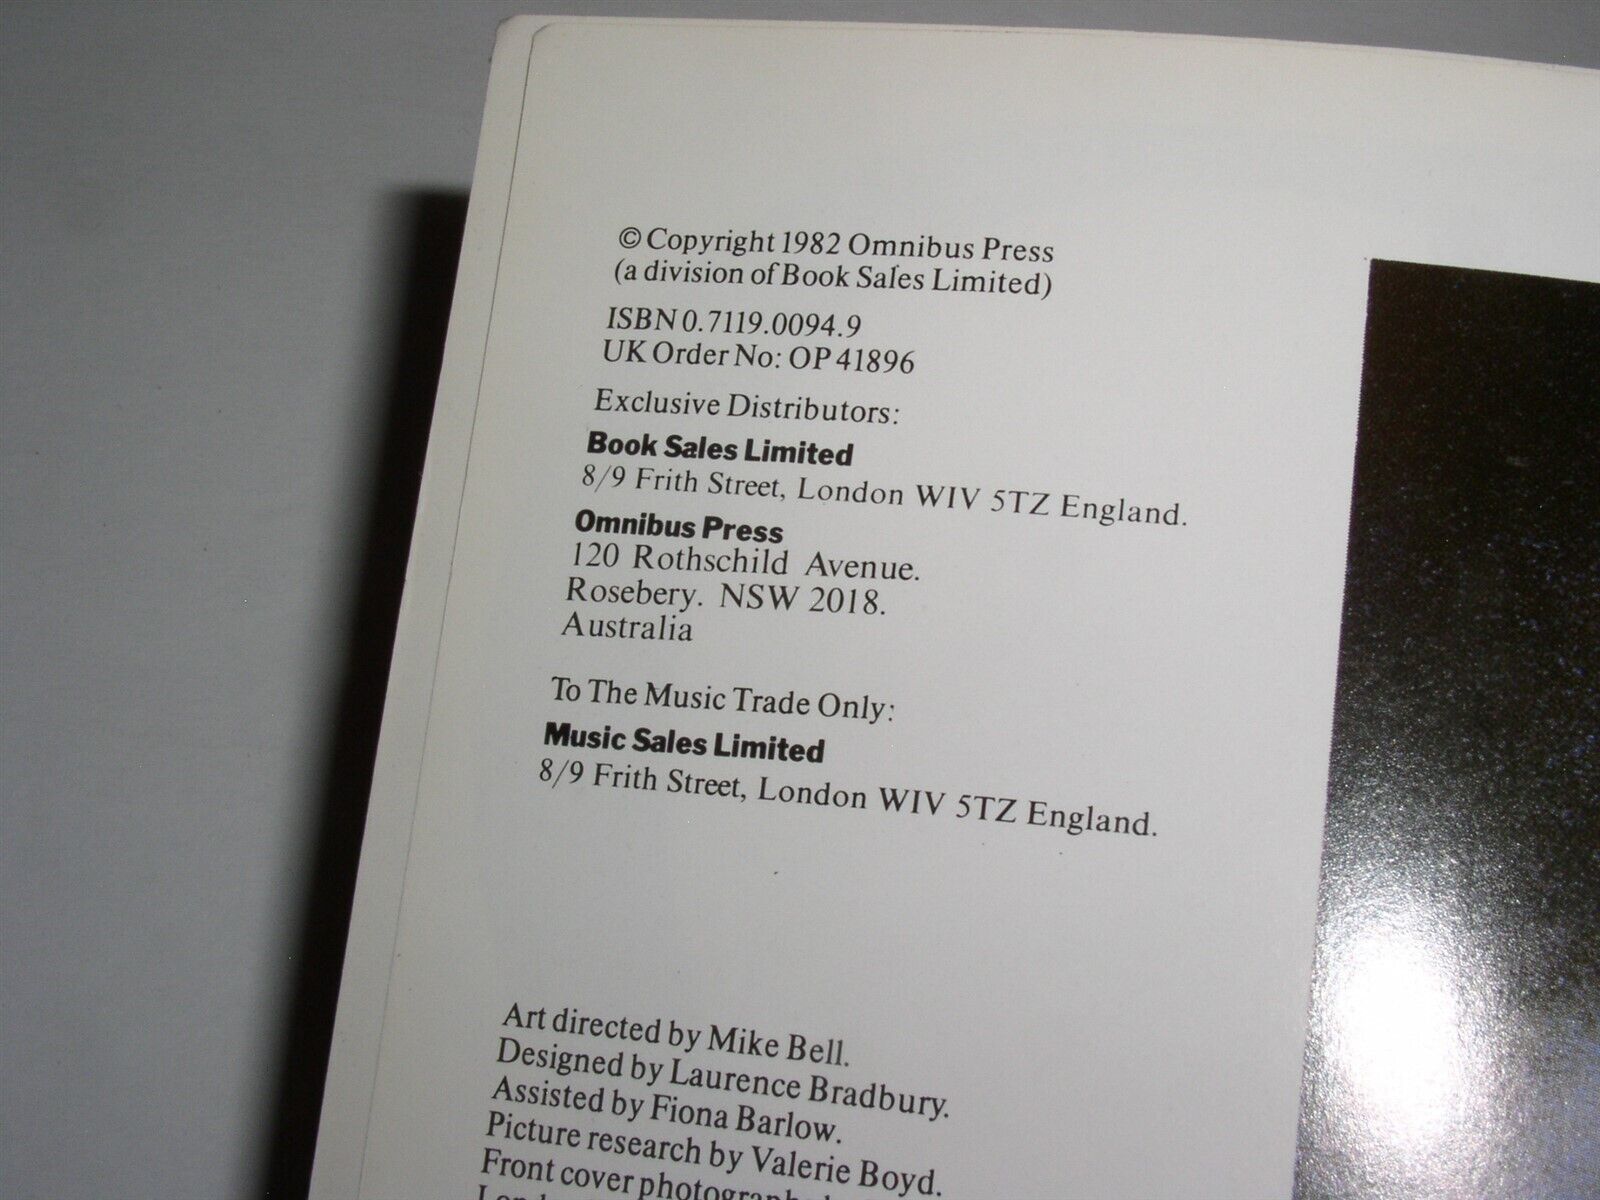 © Copyright 1982 Omnibus Press
(a division of Book Sales Limited)
ISBN 0.7119.0094.9
UK Order No: OP 41896
Exclusive Distributors:
Book Sales Limited
8/9 Frith Street, London WIV 5TZ England.
Omnibus Press
120 Rothschild Avenue.
Rosebery. NSW 2018.
Australia
To The Music Trade Only:
Music Sales Limited
8/9 Frith Street, London WIV 5TZ England.
Art directed by Mike Bell.
Designed by Laurence Bradbury.
Assisted by Fiona Barlow.
Picture research by Valerie Boyd.
Front cover